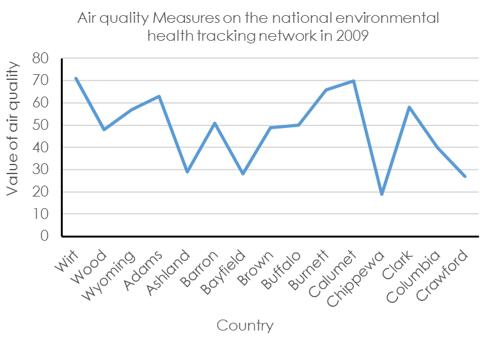 Air quality Measures on the national environmental
health tracking network in 2009
Value of air quality
80
70
60
50
40
30
20
10
0
Wirt
Wood
Wyoming
Adams
Ashland
Barron
Bayfield
Brown
Buffalo
Burnett
Calumet
Chippewa
Clark
Columbia
Crawford
Country